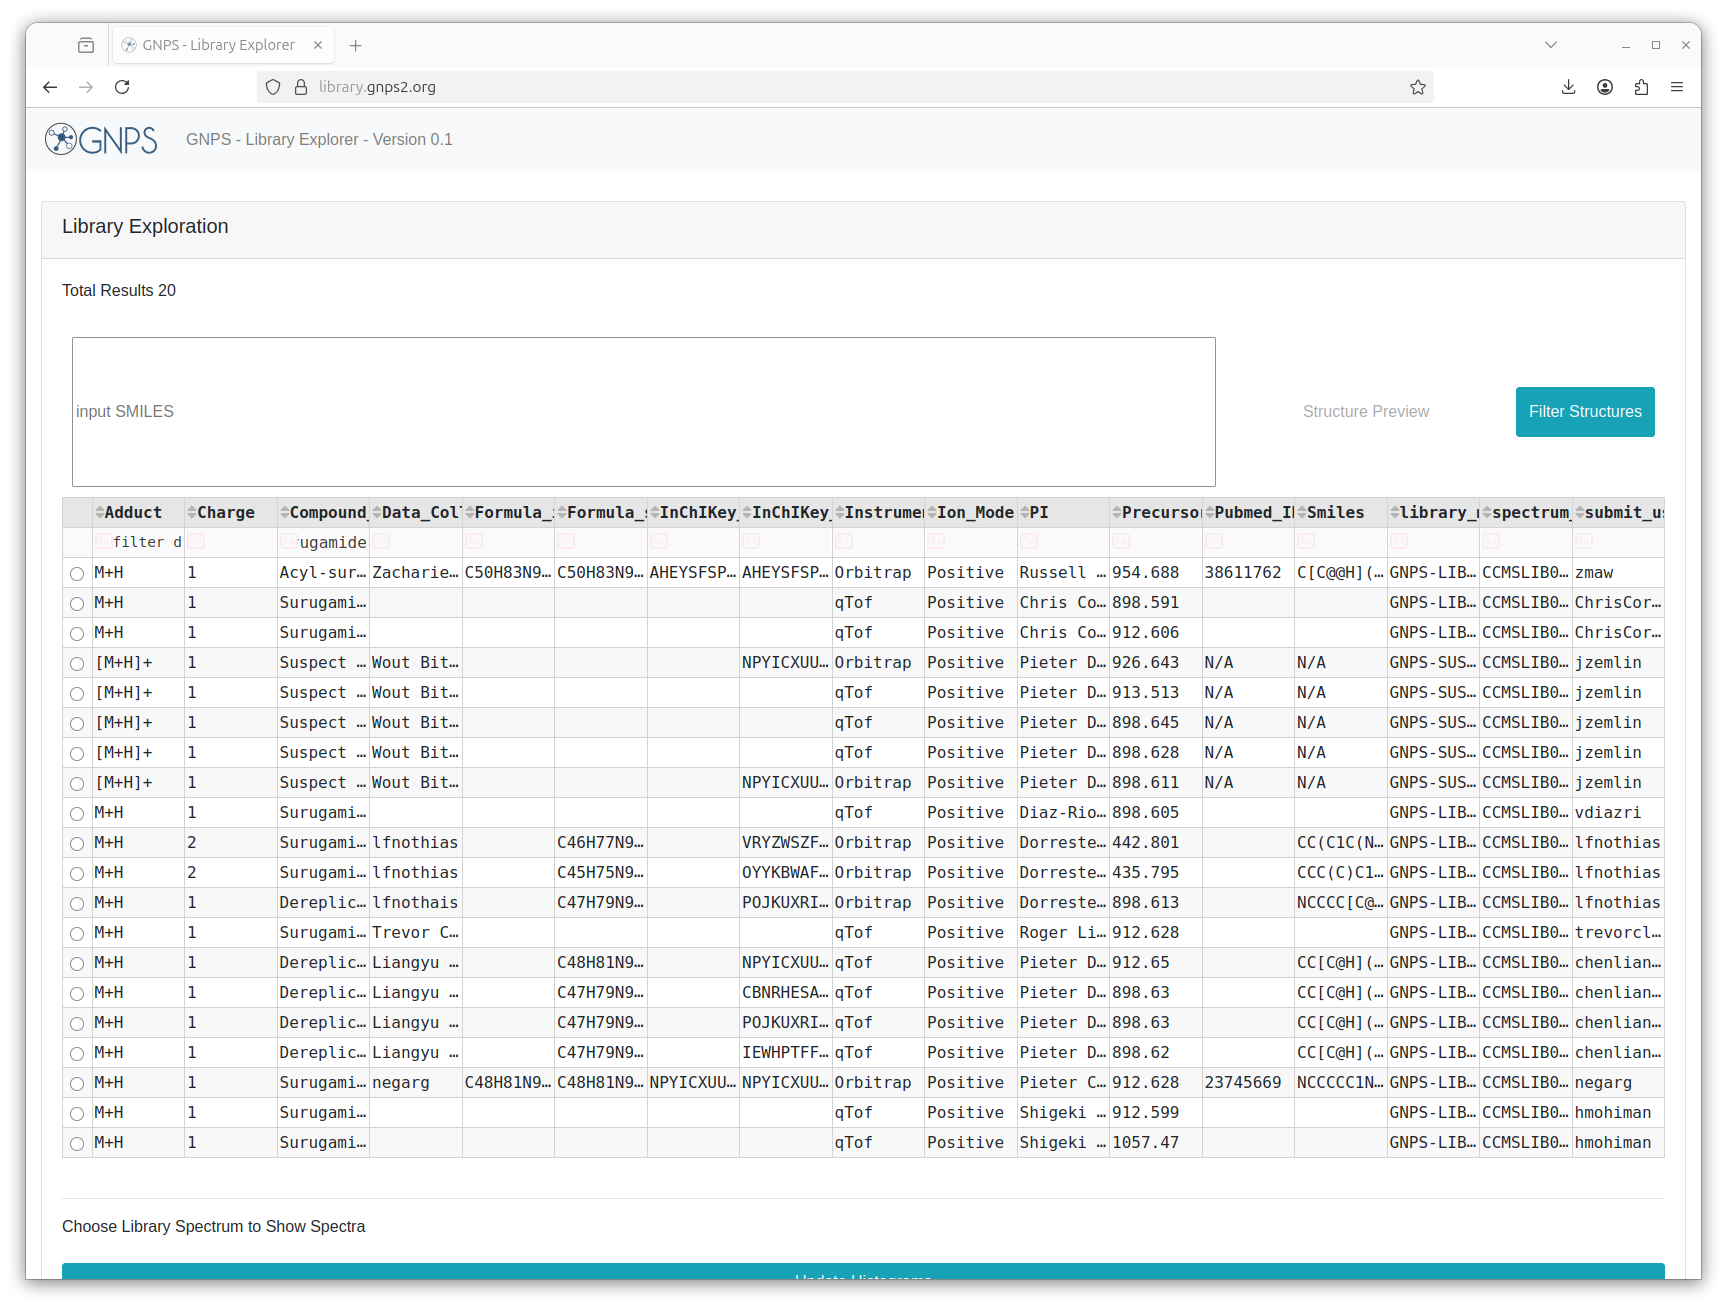 GNPS - Library Explorer
library.gnps2.org
GNPS GNPS - Library Explorer - Version 0.1
Library Exploration
Total Results 20
input SMILES
Structure Preview
Filter Structures
Adduct Charge Compound_ Data_Col Formula_ Formula_ InChIKey_ InChIKey_ Instrume Ion_Mode PI Precurso Pubmed_I Smiles library_ spectrum_ submit_u
filter d rugamide
M+H 1 Acyl-sur… Zacharie… C50H83N9… C50H83N9… AHEYSFSP… AHEYSFSP… Orbitrap Positive Russell … 954.688 38611762 C[C@@H](… GNPS-LIB… CCMSLIB0… zmaw
M+H 1 Surugami… qTof Positive Chris Co… 898.591 GNPS-LIB… CCMSLIB0… ChrisCor…
M+H 1 Surugami… qTof Positive Chris Co… 912.606 GNPS-LIB… CCMSLIB0… ChrisCor…
[M+H]+ 1 Suspect … Wout Bit… NPYICXUU… Orbitrap Positive Pieter D… 926.643 N/A N/A GNPS-SUS… CCMSLIB0… jzemlin
[M+H]+ 1 Suspect … Wout Bit… qTof Positive Pieter D… 913.513 N/A N/A GNPS-SUS… CCMSLIB0… jzemlin
[M+H]+ 1 Suspect … Wout Bit… qTof Positive Pieter D… 898.645 N/A N/A GNPS-SUS… CCMSLIB0… jzemlin
[M+H]+ 1 Suspect … Wout Bit… qTof Positive Pieter D… 898.628 N/A N/A GNPS-SUS… CCMSLIB0… jzemlin
[M+H]+ 1 Suspect … Wout Bit… NPYICXUU… Orbitrap Positive Pieter D… 898.611 N/A N/A GNPS-SUS… CCMSLIB0… jzemlin
M+H 1 Surugami… qTof Positive Diaz-Rio… 898.605 GNPS-LIB… CCMSLIB0… vdiazri
M+H 2 Surugami… lfnothias C46H77N9… VRYZWSZF… Orbitrap Positive Dorreste… 442.801 CC(C1C(N… GNPS-LIB… CCMSLIB0… lfnothias
M+H 2 Surugami… lfnothias C45H75N9… OYYKBWAF… Orbitrap Positive Dorreste… 435.795 CCC(C)C1… GNPS-LIB… CCMSLIB0… lfnothias
M+H 1 Dereplic… lfnothais C47H79N9… POJKUXRI… Orbitrap Positive Dorreste… 898.613 NCCCC[C@… GNPS-LIB… CCMSLIB0… lfnothias
M+H 1 Surugami… Trevor C… qTof Positive Roger Li… 912.628 GNPS-LIB… CCMSLIB0… trevorcl…
M+H 1 Dereplic… Liangyu … C48H81N9… NPYICXUU… qTof Positive Pieter D… 912.65 CC[C@H](… GNPS-LIB… CCMSLIB0… chenlian…
M+H 1 Dereplic… Liangyu … C47H79N9… CBNRHESA… qTof Positive Pieter D… 898.63 CC[C@H](… GNPS-LIB… CCMSLIB0… chenlian…
M+H 1 Dereplic… Liangyu … C47H79N9… POJKUXRI… qTof Positive Pieter D… 898.63 CC[C@H](… GNPS-LIB… CCMSLIB0… chenlian…
M+H 1 Dereplic… Liangyu … C47H79N9… IEWHPTFF… qTof Positive Pieter D… 898.62 CC[C@H](… GNPS-LIB… CCMSLIB0… chenlian…
M+H 1 Surugami… negarg C48H81N9… C48H81N9… NPYICXUU… NPYICXUU… Orbitrap Positive Pieter C… 912.628 23745669 NCCCCC1N… GNPS-LIB… CCMSLIB0… negarg
M+H 1 Surugami… qTof Positive Shigeki … 912.599 GNPS-LIB… CCMSLIB0… hmohiman
M+H 1 Surugami… qTof Positive Shigeki … 1057.47 GNPS-LIB… CCMSLIB0… hmohiman
Choose Library Spectrum to Show Spectra
Update Histograms